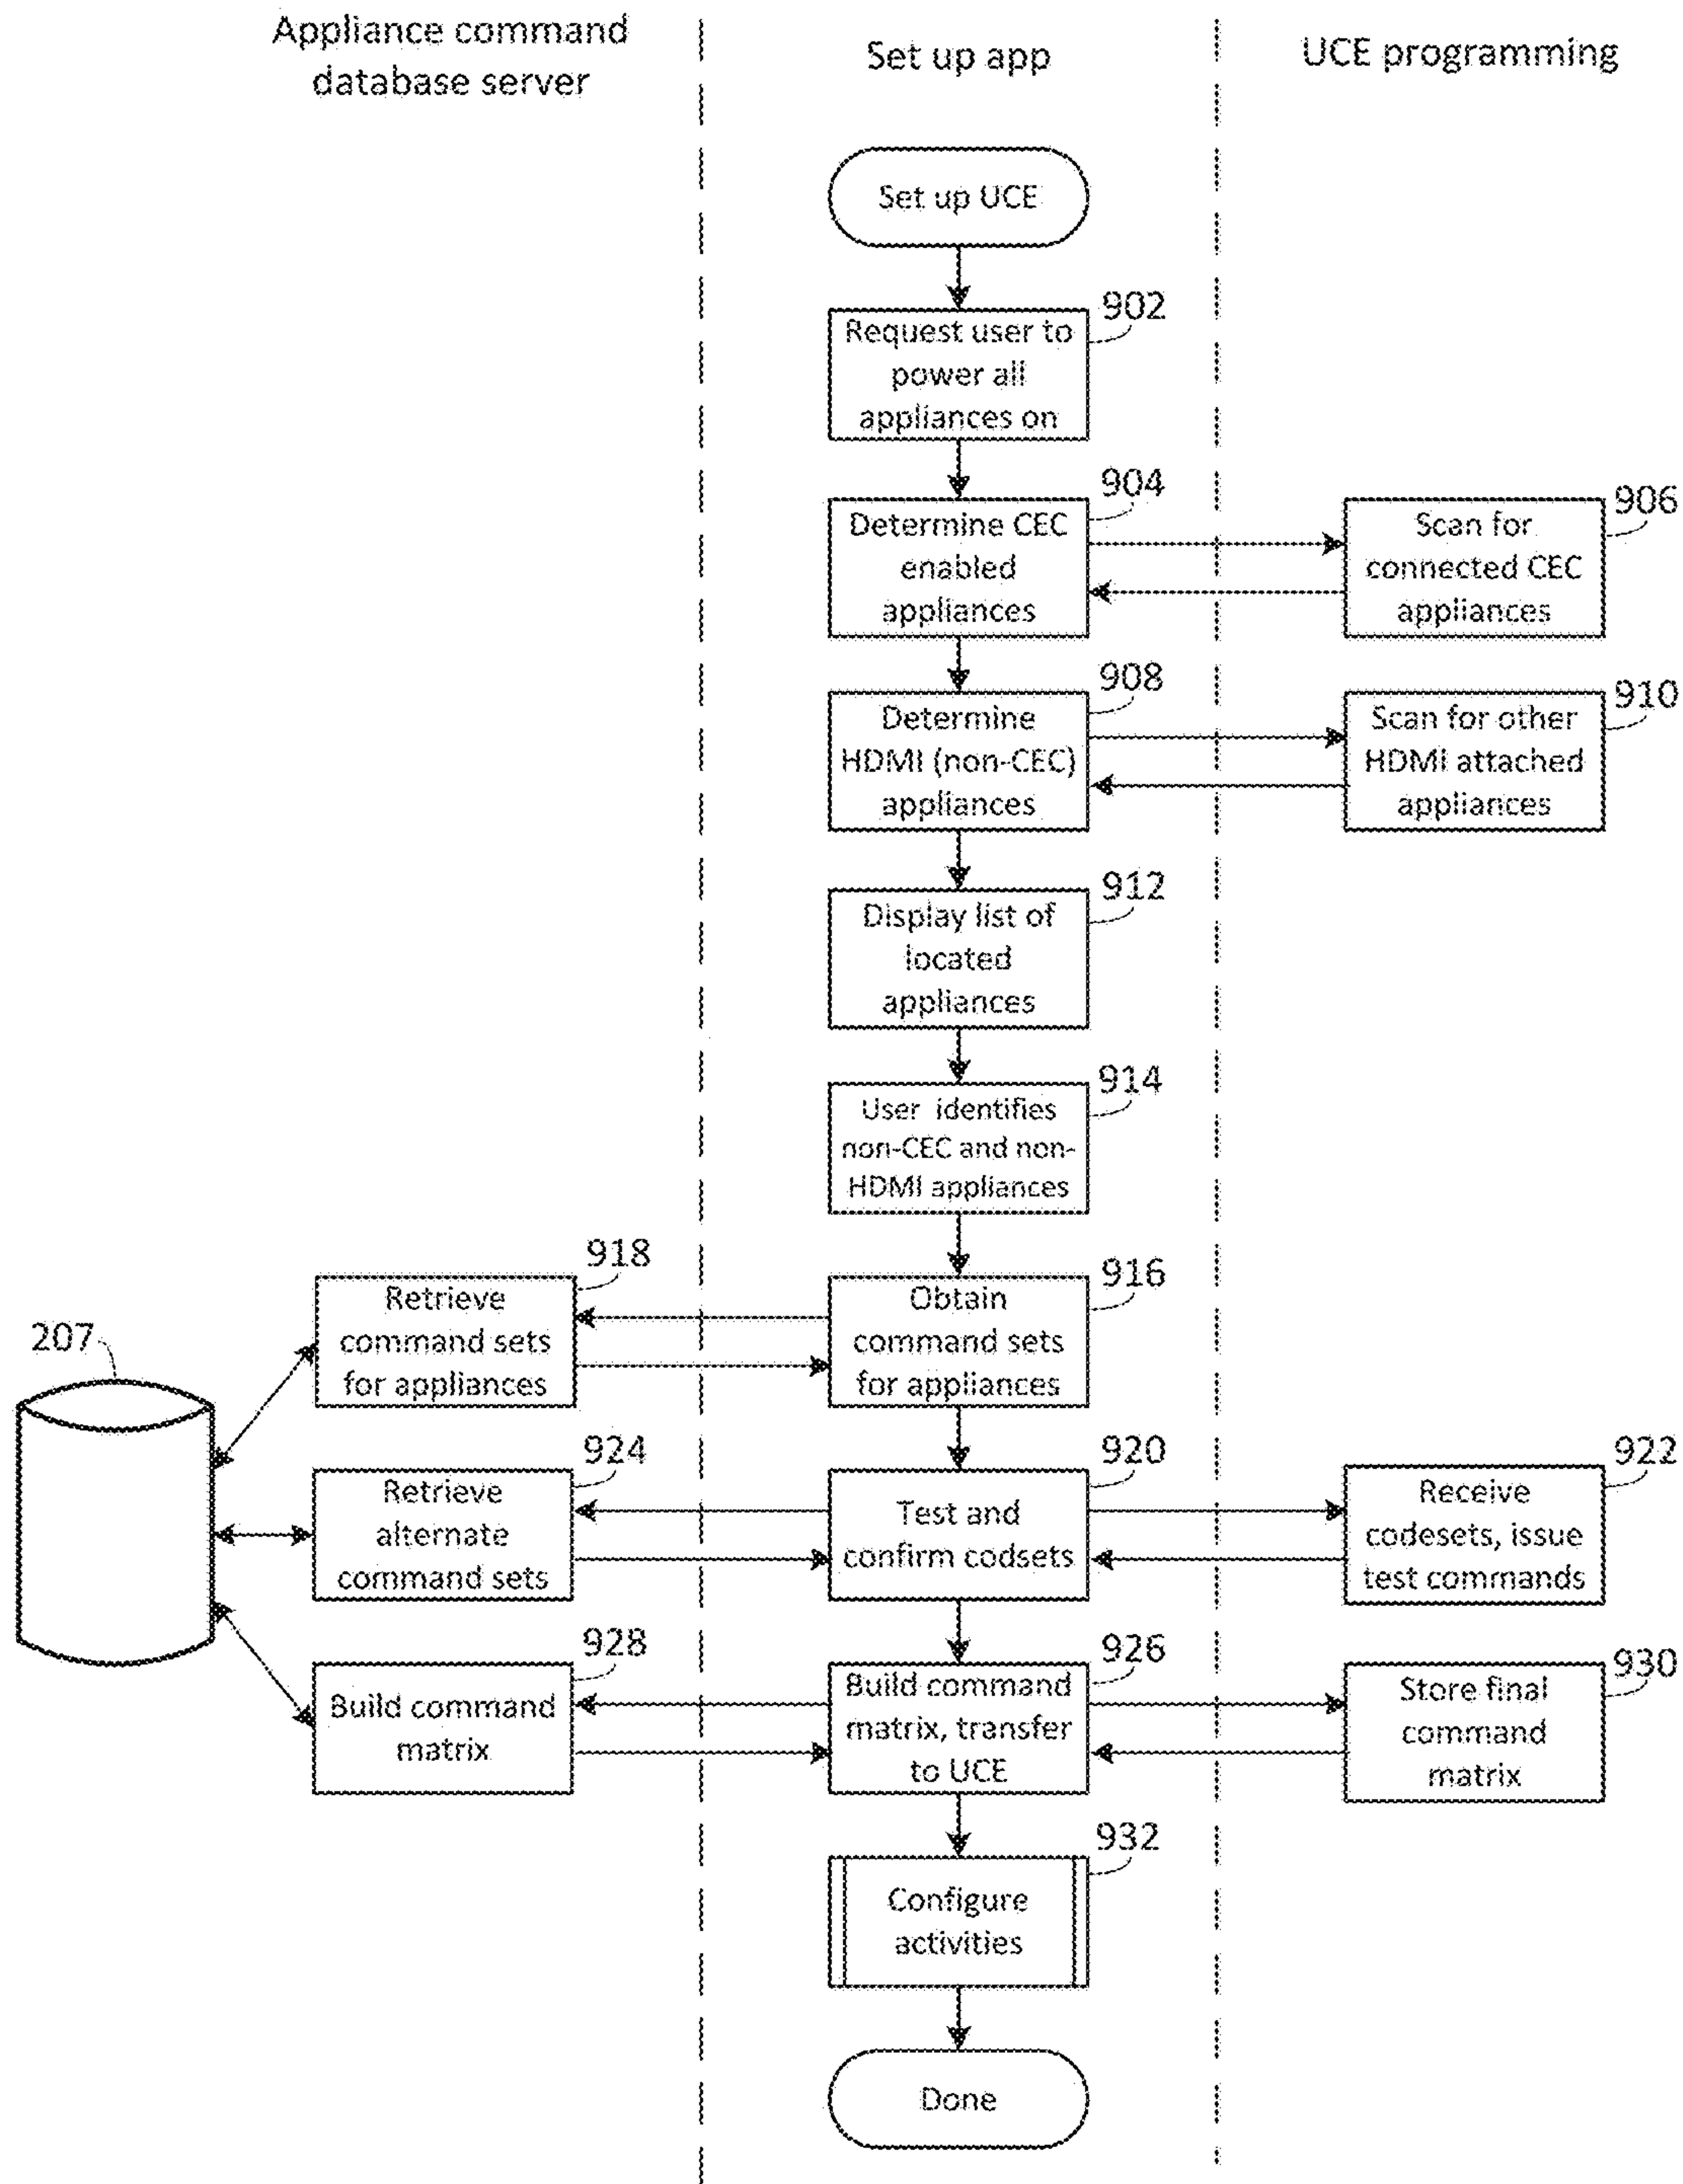 Appliance command
database server
Set up app
UCE programming
Set up UCE
902
Request user to
power all
appliances on
904
Determine CEC
enabled
appliances
906
Scan for
connected CEC
appliances
908
Determine
HDMI (non-CEC)
appliances
910
Scan for other
HDMI attached
appliances
912
Display list of
located
appliances
914
User identifies
non-CEC and non-
HDMI appliances
918
Retrieve
command sets
for appliances
916
Obtain
command sets
for appliances
207
924
Retrieve
alternate
command sets
920
Test and
confirm codsets
922
Receive
codesets, issue
test commands
928
Build command
matrix
926
Build command
matrix, transfer
to UCE
930
Store final
command
matrix
932
Configure
activities
Done